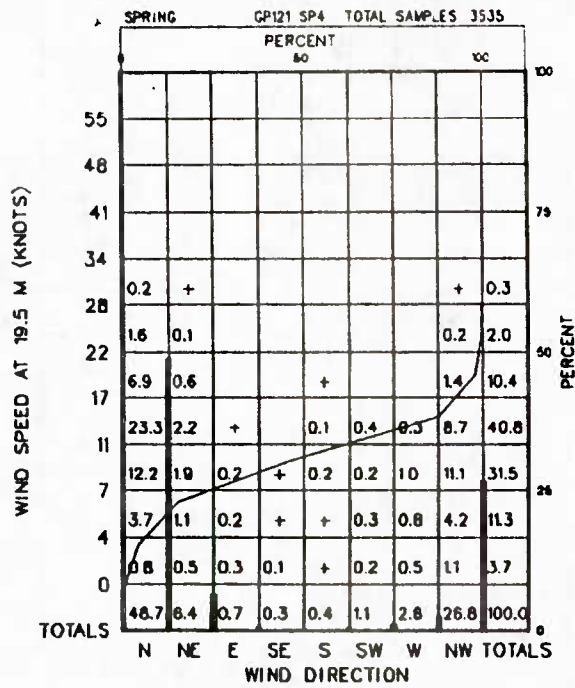 SPRING GP121 SP4 TOTAL SAMPLES 3535
PERCENT
0 50 100
100
55
48
41 75
34
0.2 + + 0.3
28
1.6 0.1 0.2 2.0
22 50
6.9 0.6 + 1.4 10.4
17
23.3 2.2 + 0.1 0.4 0.3 8.7 40.8
11
12.2 1.9 0.2 + 0.2 0.2 1.0 11.1 31.5
7 25
3.7 1.1 0.2 + + 0.3 0.8 4.2 11.3
4
0.8 0.5 0.3 0.1 + 0.2 0.5 1.1 3.7
0
48.7 6.4 0.7 0.3 0.4 1.1 2.6 26.8 100.0
TOTALS 0
N NE E SE S SW W NW TOTALS
WIND DIRECTION
WIND SPEED AT 19.5 M (KNOTS)
PERCENT